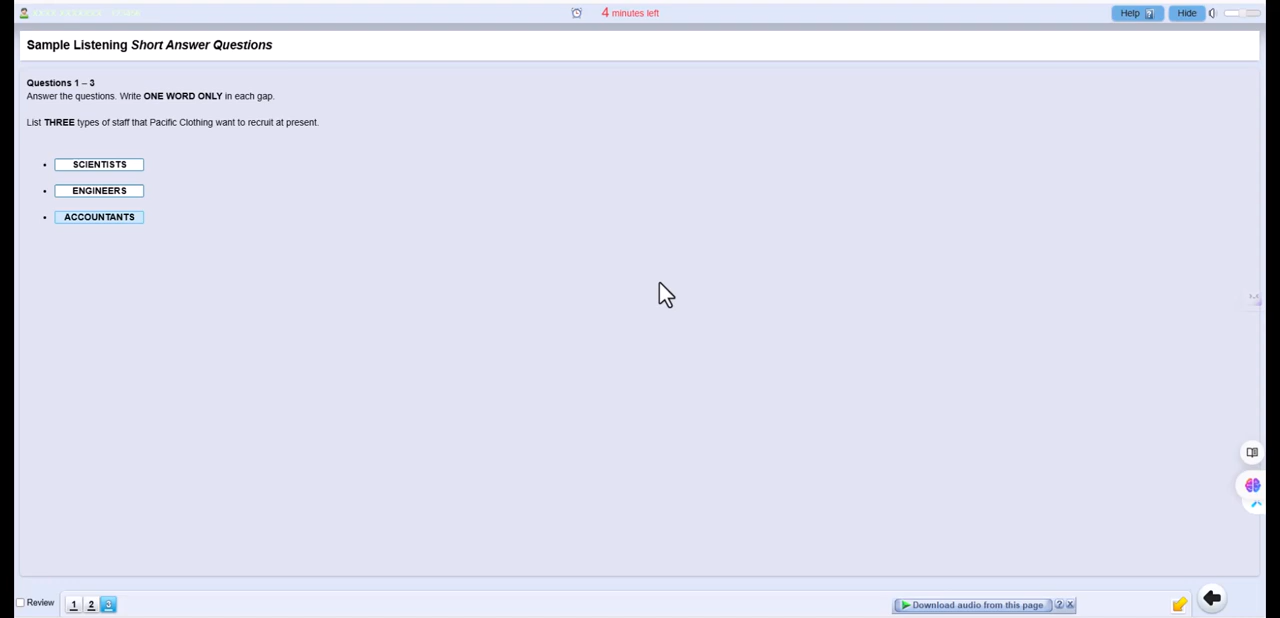 4 minutes left
Help ?
Hide
Sample Listening Short Answer Questions
Questions 1 – 3
Answer the questions. Write ONE WORD ONLY in each gap.
List THREE types of staff that Pacific Clothing want to recruit at present.
• SCIENTISTS
• ENGINEERS
• ACCOUNTANTS
Review
1 2 3
Download audio from this page ? x